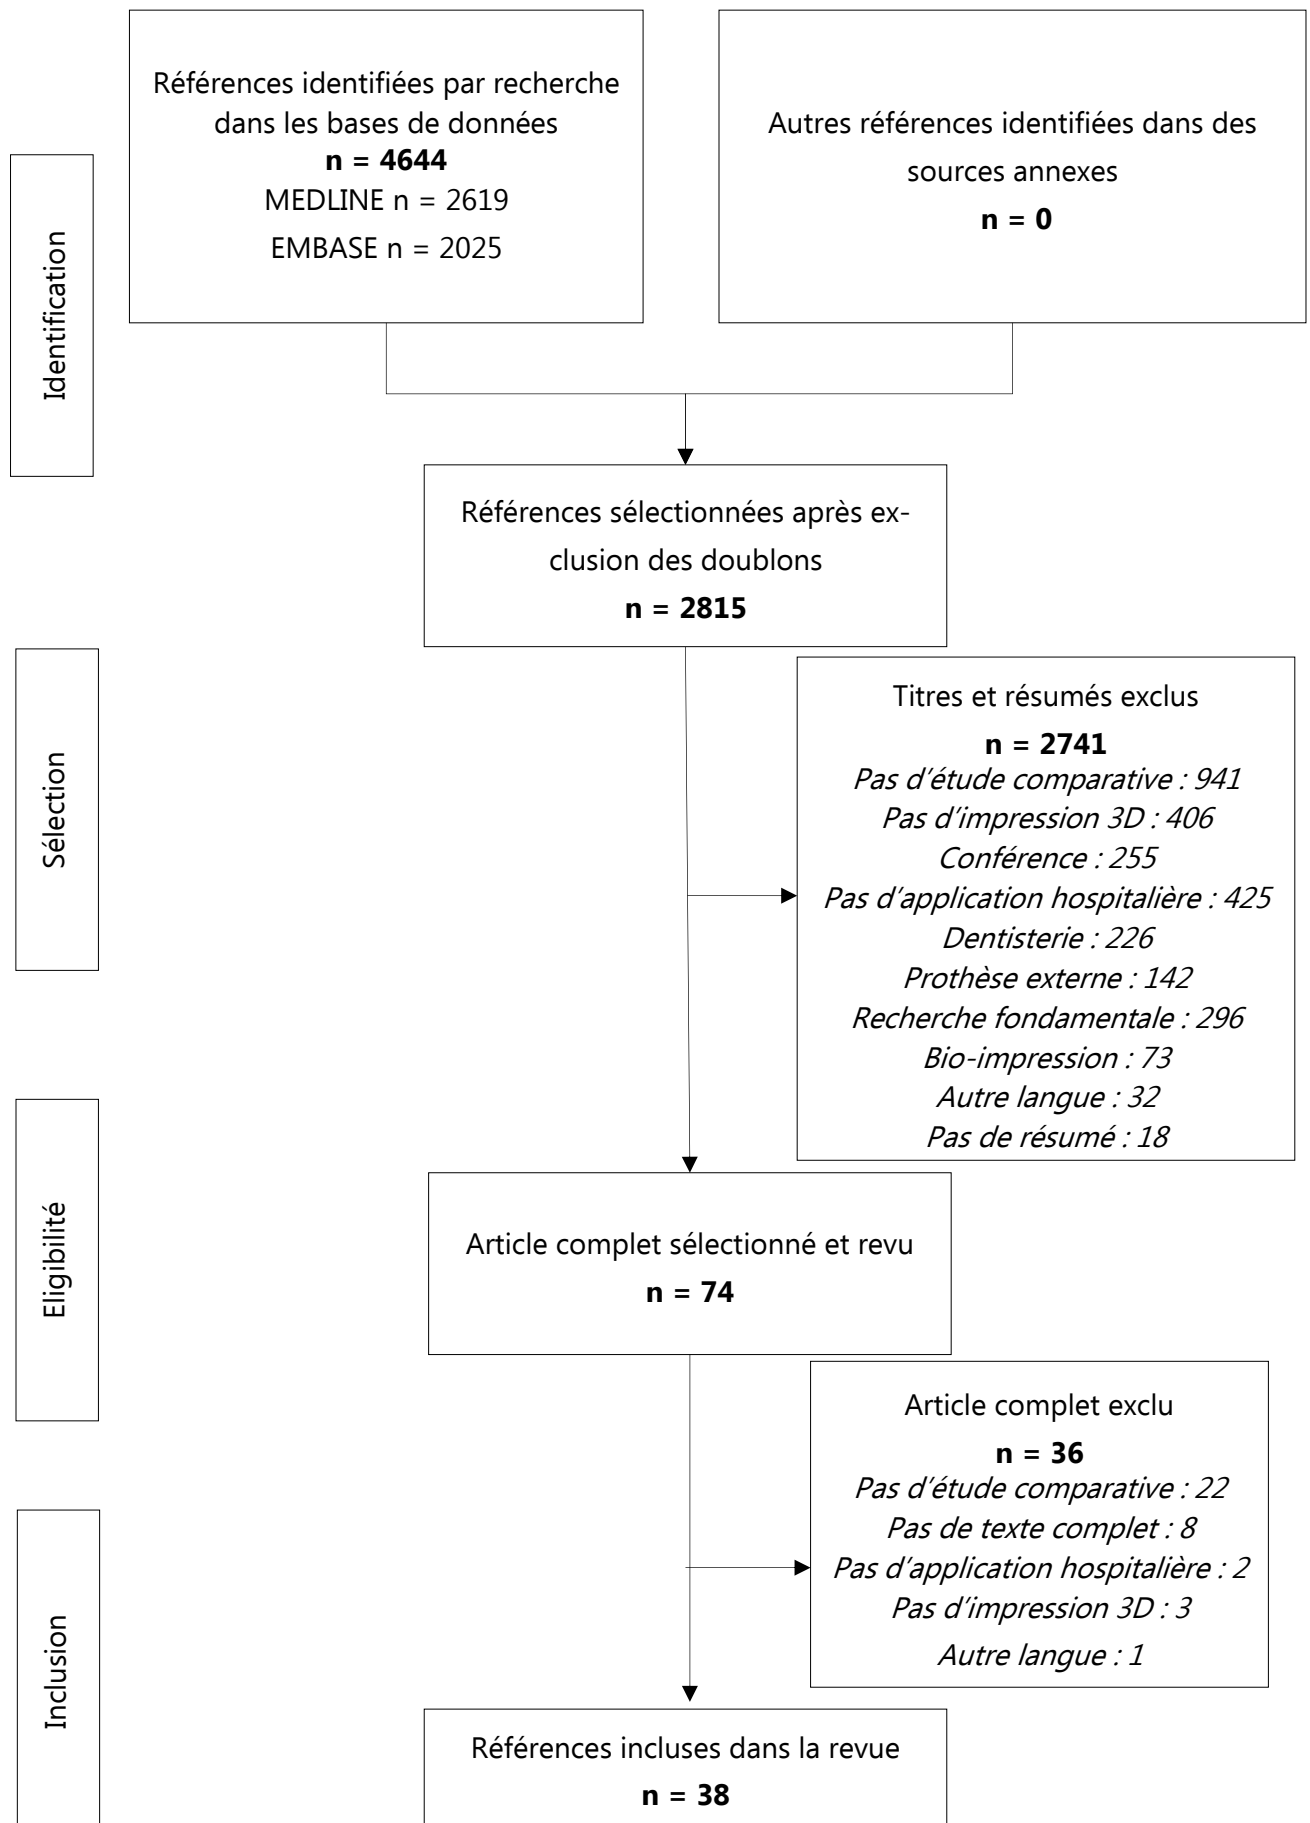 Références identifiées par recherche
dans les bases de données
n = 4644
MEDLINE n = 2619
EMBASE n = 2025
Autres références identifiées dans des
sources annexes
n = 0
Identification
Références sélectionnées après ex-
clusion des doublons
n = 2815
Sélection
Titres et résumés exclus
n = 2741
Pas d’étude comparative : 941
Pas d’impression 3D : 406
Conférence : 255
Pas d’application hospitalière : 425
Dentisterie : 226
Prothèse externe : 142
Recherche fondamentale : 296
Bio-impression : 73
Autre langue : 32
Pas de résumé : 18
Eligibilité
Article complet sélectionné et revu
n = 74
Article complet exclu
n = 36
Pas d’étude comparative : 22
Pas de texte complet : 8
Pas d’application hospitalière : 2
Pas d’impression 3D : 3
Autre langue : 1
Inclusion
Références incluses dans la revue
n = 38